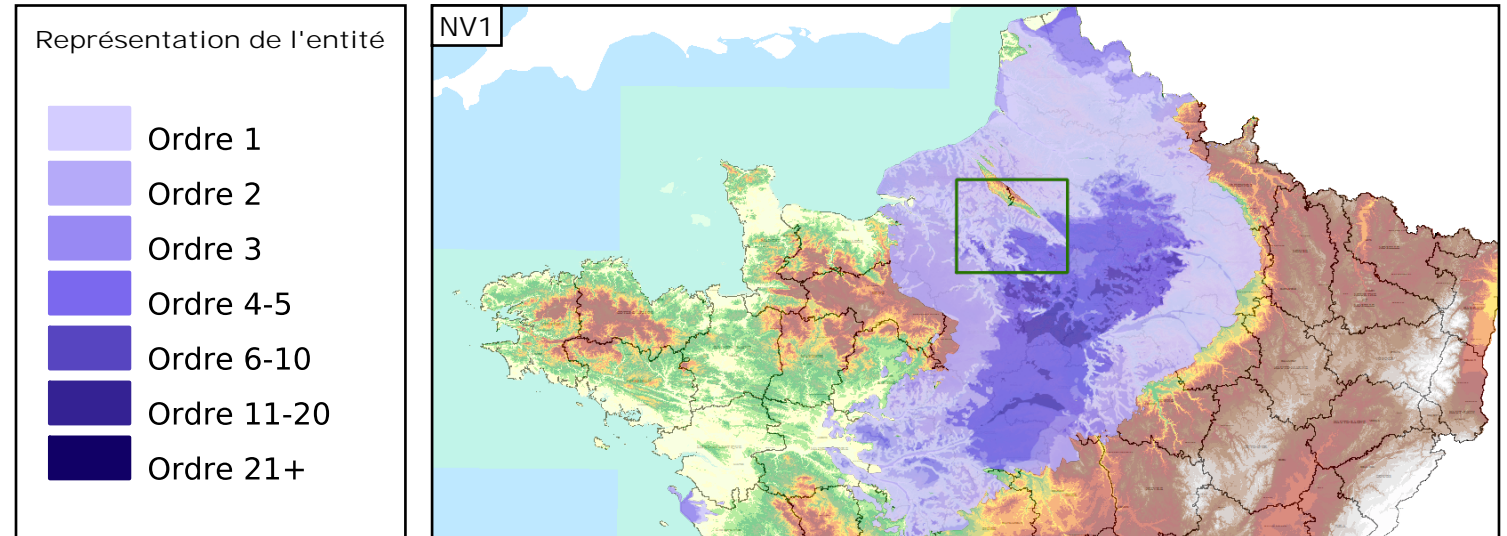 Représentation de l'entité
Ordre 1
Ordre 2
Ordre 3
Ordre 4-5
Ordre 6-10
Ordre 11-20
Ordre 21+
NV1